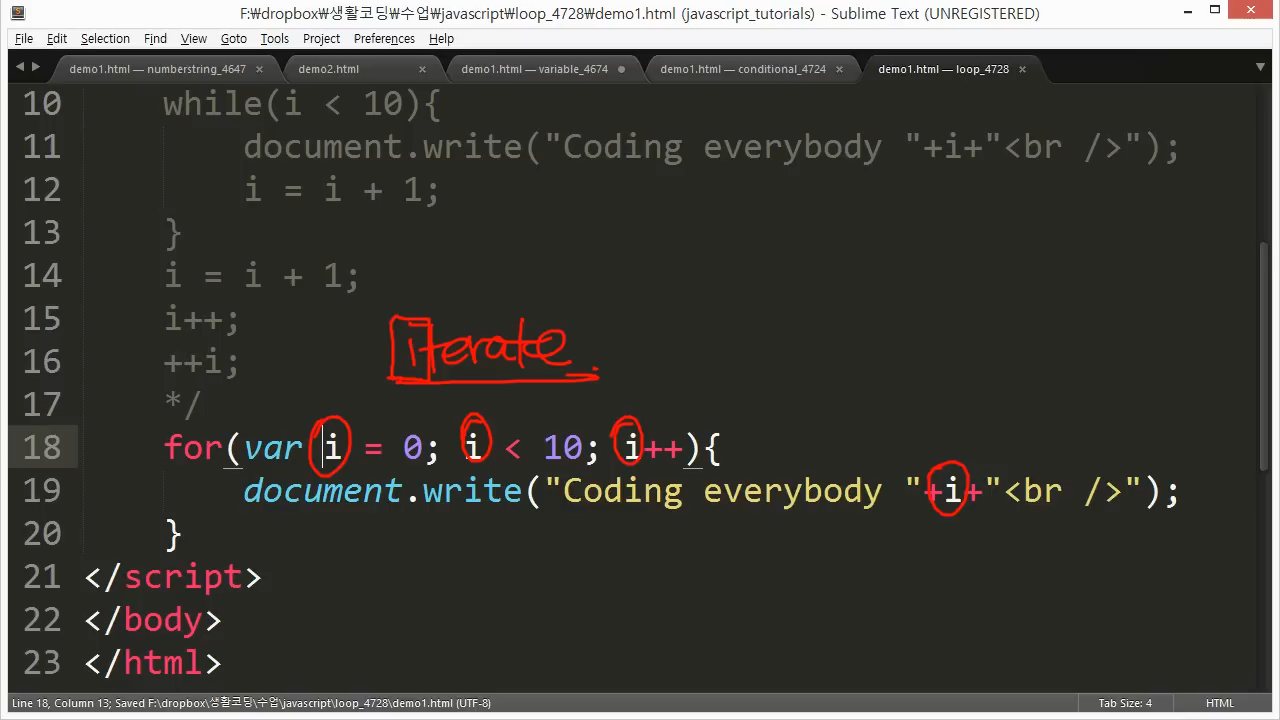 F:₩dropbox₩생활코딩₩수업₩javascript₩loop_4728₩demo1.html (javascript_tutorials) - Sublime Text (UNREGISTERED)
File Edit Selection Find View Goto Tools Project Preferences Help
demo1.html — numberstring_4647 demo2.html demo1.html — variable_4674 demo1.html — conditional_4724 demo1.html — loop_4728
10 while(i < 10){
11 document.write("Coding everybody "+i+"<br />");
12 i = i + 1;
13 }
14 i = i + 1;
15 i++;
iterate
16 ++i;
17 */
18 for(var i = 0; i < 10; i++){
19 document.write("Coding everybody "+i+"<br />");
20 }
21 </script>
22 </body>
23 </html>
Line 18, Column 13; Saved F:\dropbox\생활코딩\수업\javascript\loop_4728\demo1.html (UTF-8) Tab Size: 4 HTML